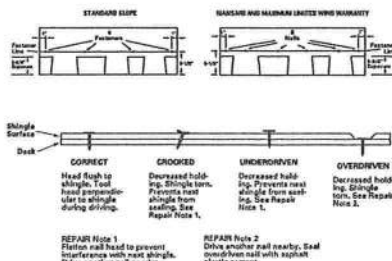 STANDARD SLOPE
MANSARD AND MAXIMUM LIMITED WIND WARRANTY
Fasteners
Nails
Fastener
Line
Fastener
Line
Exposure
Exposure
Shingle
Surface
Deck
CORRECT
Head flush to
shingle. Tool
head perpendic-
ular to shingle
during driving.
CROOKED
Decreased hold-
ing. Shingle torn.
Prevents next
shingle from
sealing. See
Repair Note 1.
UNDERDRIVEN
Decreased hold-
ing. Prevents next
shingle from seal-
ing. See Repair
Note 1.
OVERDRIVEN
Decreased hold-
ing. Shingle
torn. See Repair
Note 2.
REPAIR Note 1
Flatten nail head to prevent
interference with next shingle.
REPAIR Note 2
Drive another nail nearby. Seal
overdriven nail with asphalt